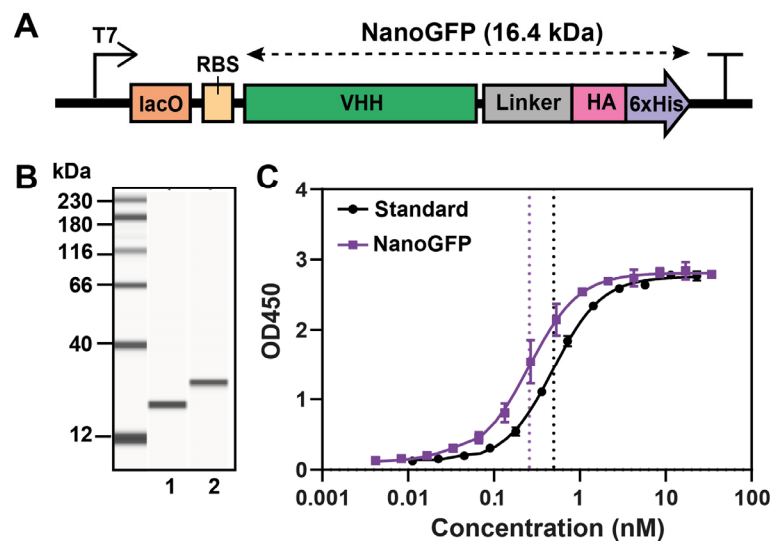 A
T7
NanoGFP (16.4 kDa)
RBS
lacO
VHH
Linker
HA
6xHis
B
kDa
230
180
116
66
40
12
1
2
C
4
3
2
1
0
OD450
Standard
NanoGFP
0.001
0.01
0.1
1
10
100
Concentration (nM)